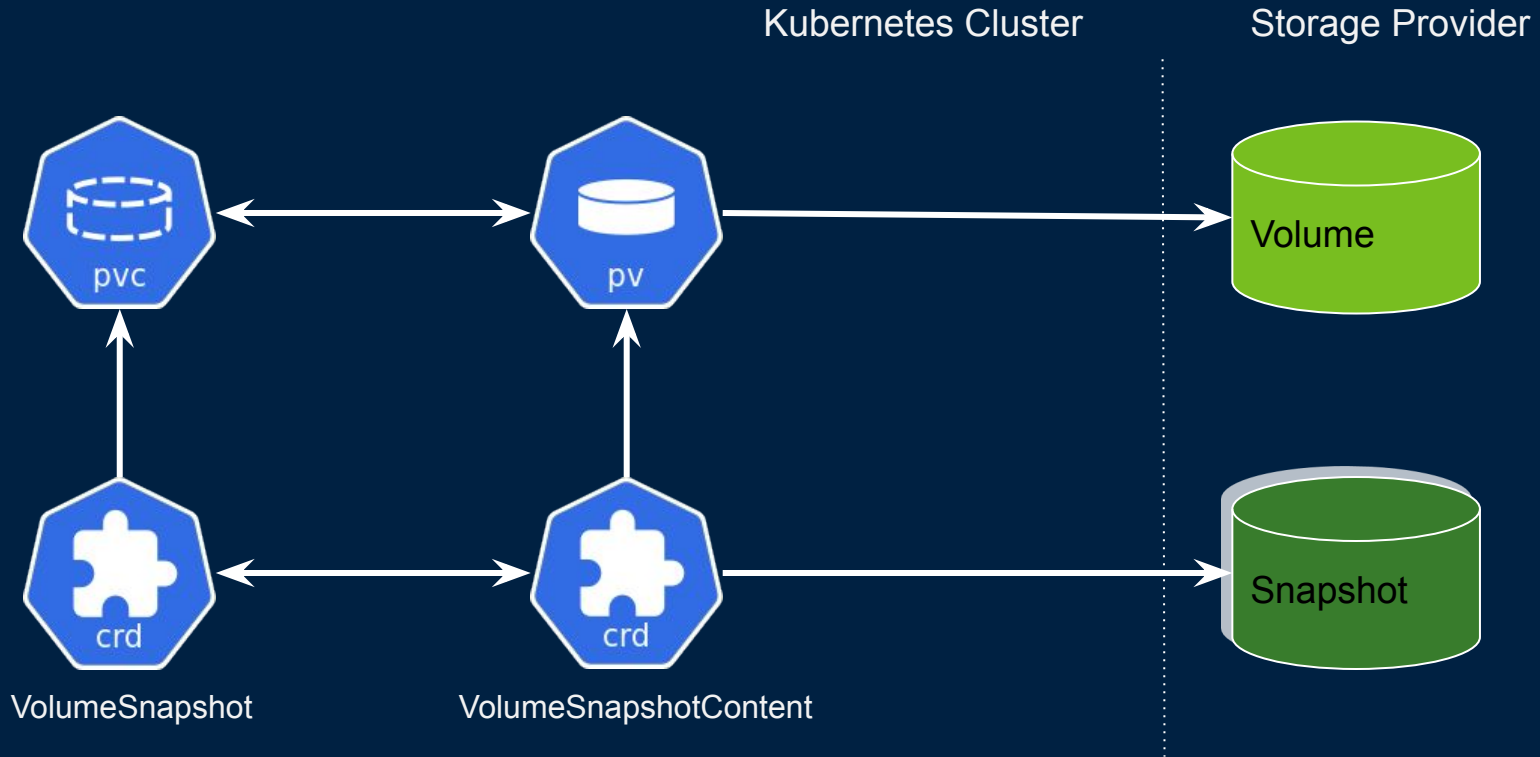 Kubernetes Cluster
Storage Provider
pvc
pv
Volume
crd
crd
Snapshot
VolumeSnapshot
VolumeSnapshotContent